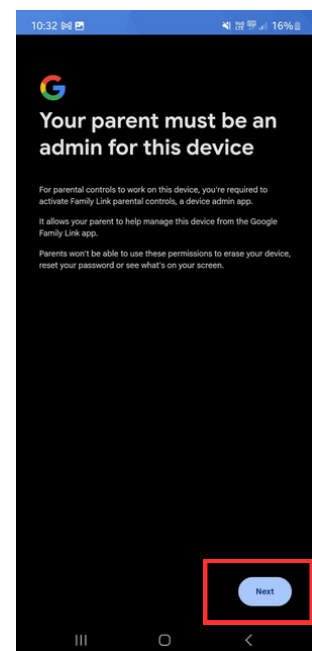 10:32 16%
Your parent must be an
admin for this device
For parental controls to work on this device, you're required to
activate Family Link parental controls, a device admin app.
It allows your parent to help manage this device from the Google
Family Link app.
Parents won't be able to use these permissions to erase your device,
reset your password or see what's on your screen.
Next